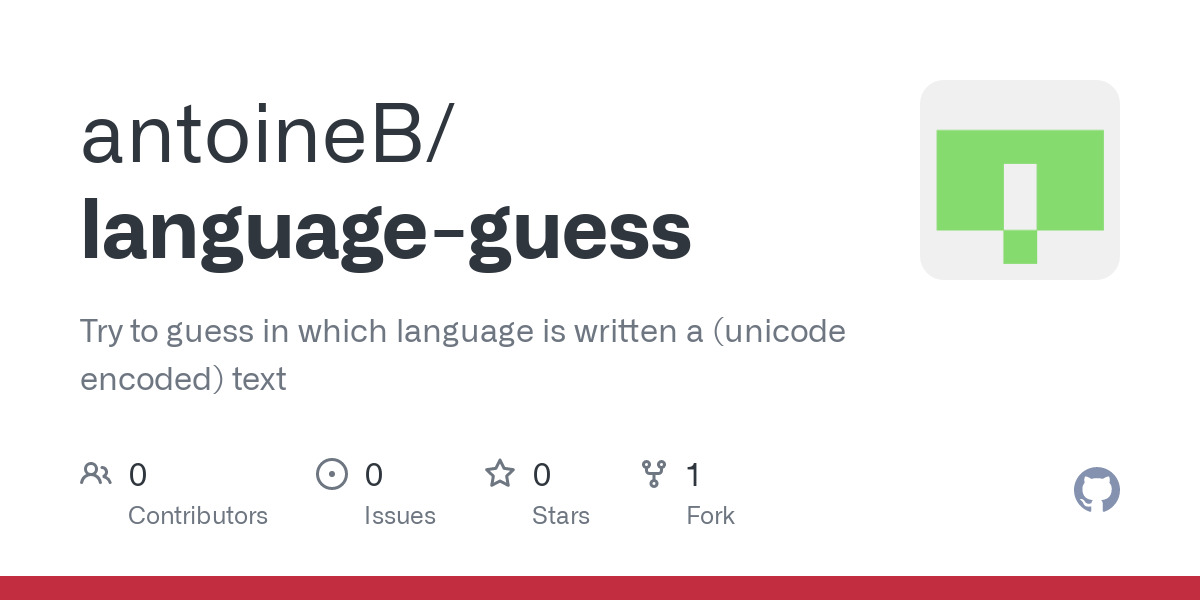 antoineB/
language-guess
Try to guess in which language is written a (unicode
encoded) text
0
Contributors
0
Issues
0
Stars
1
Fork